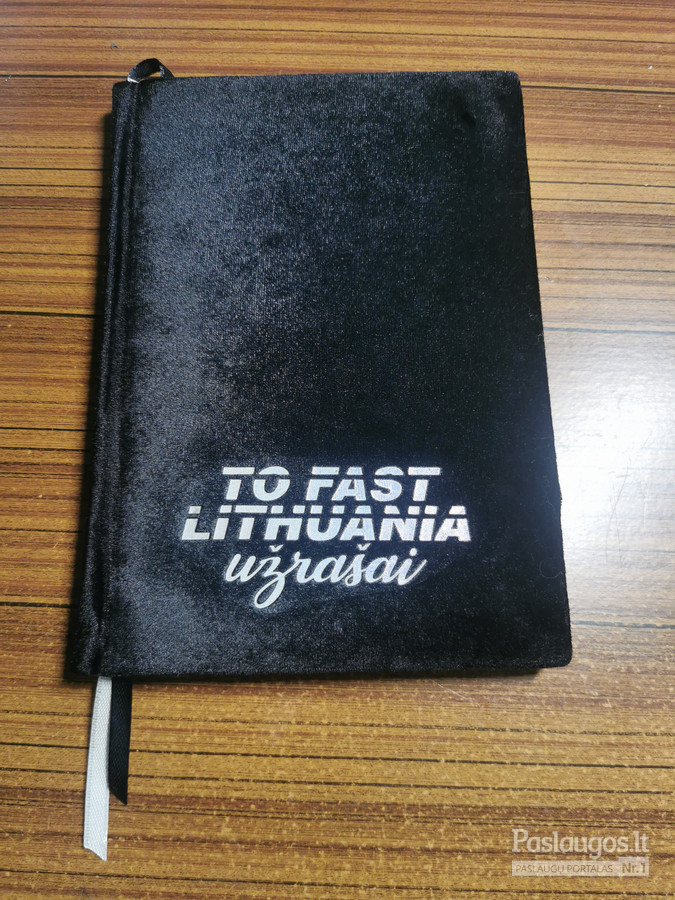 TO FAST
LITHUANIA
užrašai
Paslaugos.lt
PASLAUGŲ PORTALAS Nr.1